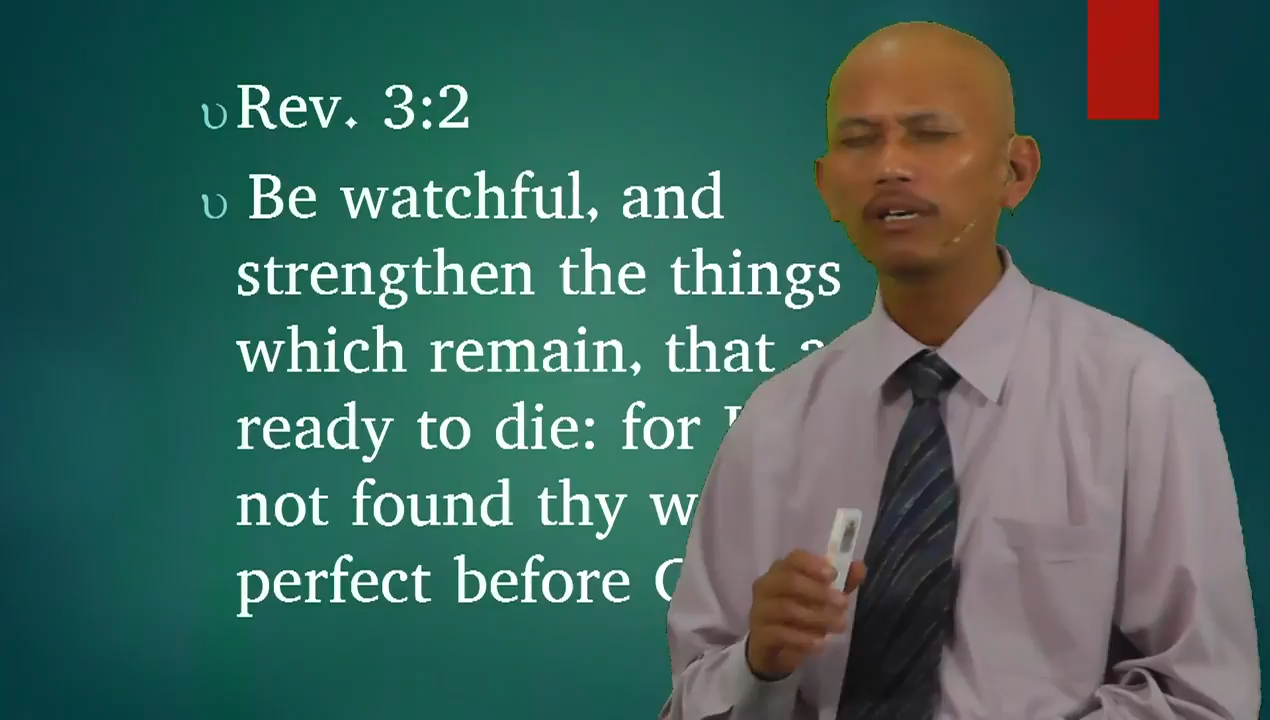 Rev. 3:2
Be watchful, and
strengthen the things
which remain, that
ready to die: for
not found thy
perfect before